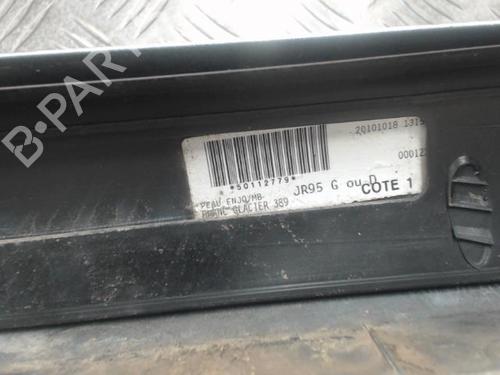 B-PARTS
20101018 131
*50112779*
00012
JR95 G ou D
COTE 1
PEAU ENJO/MB
BLANC GLACIER 389